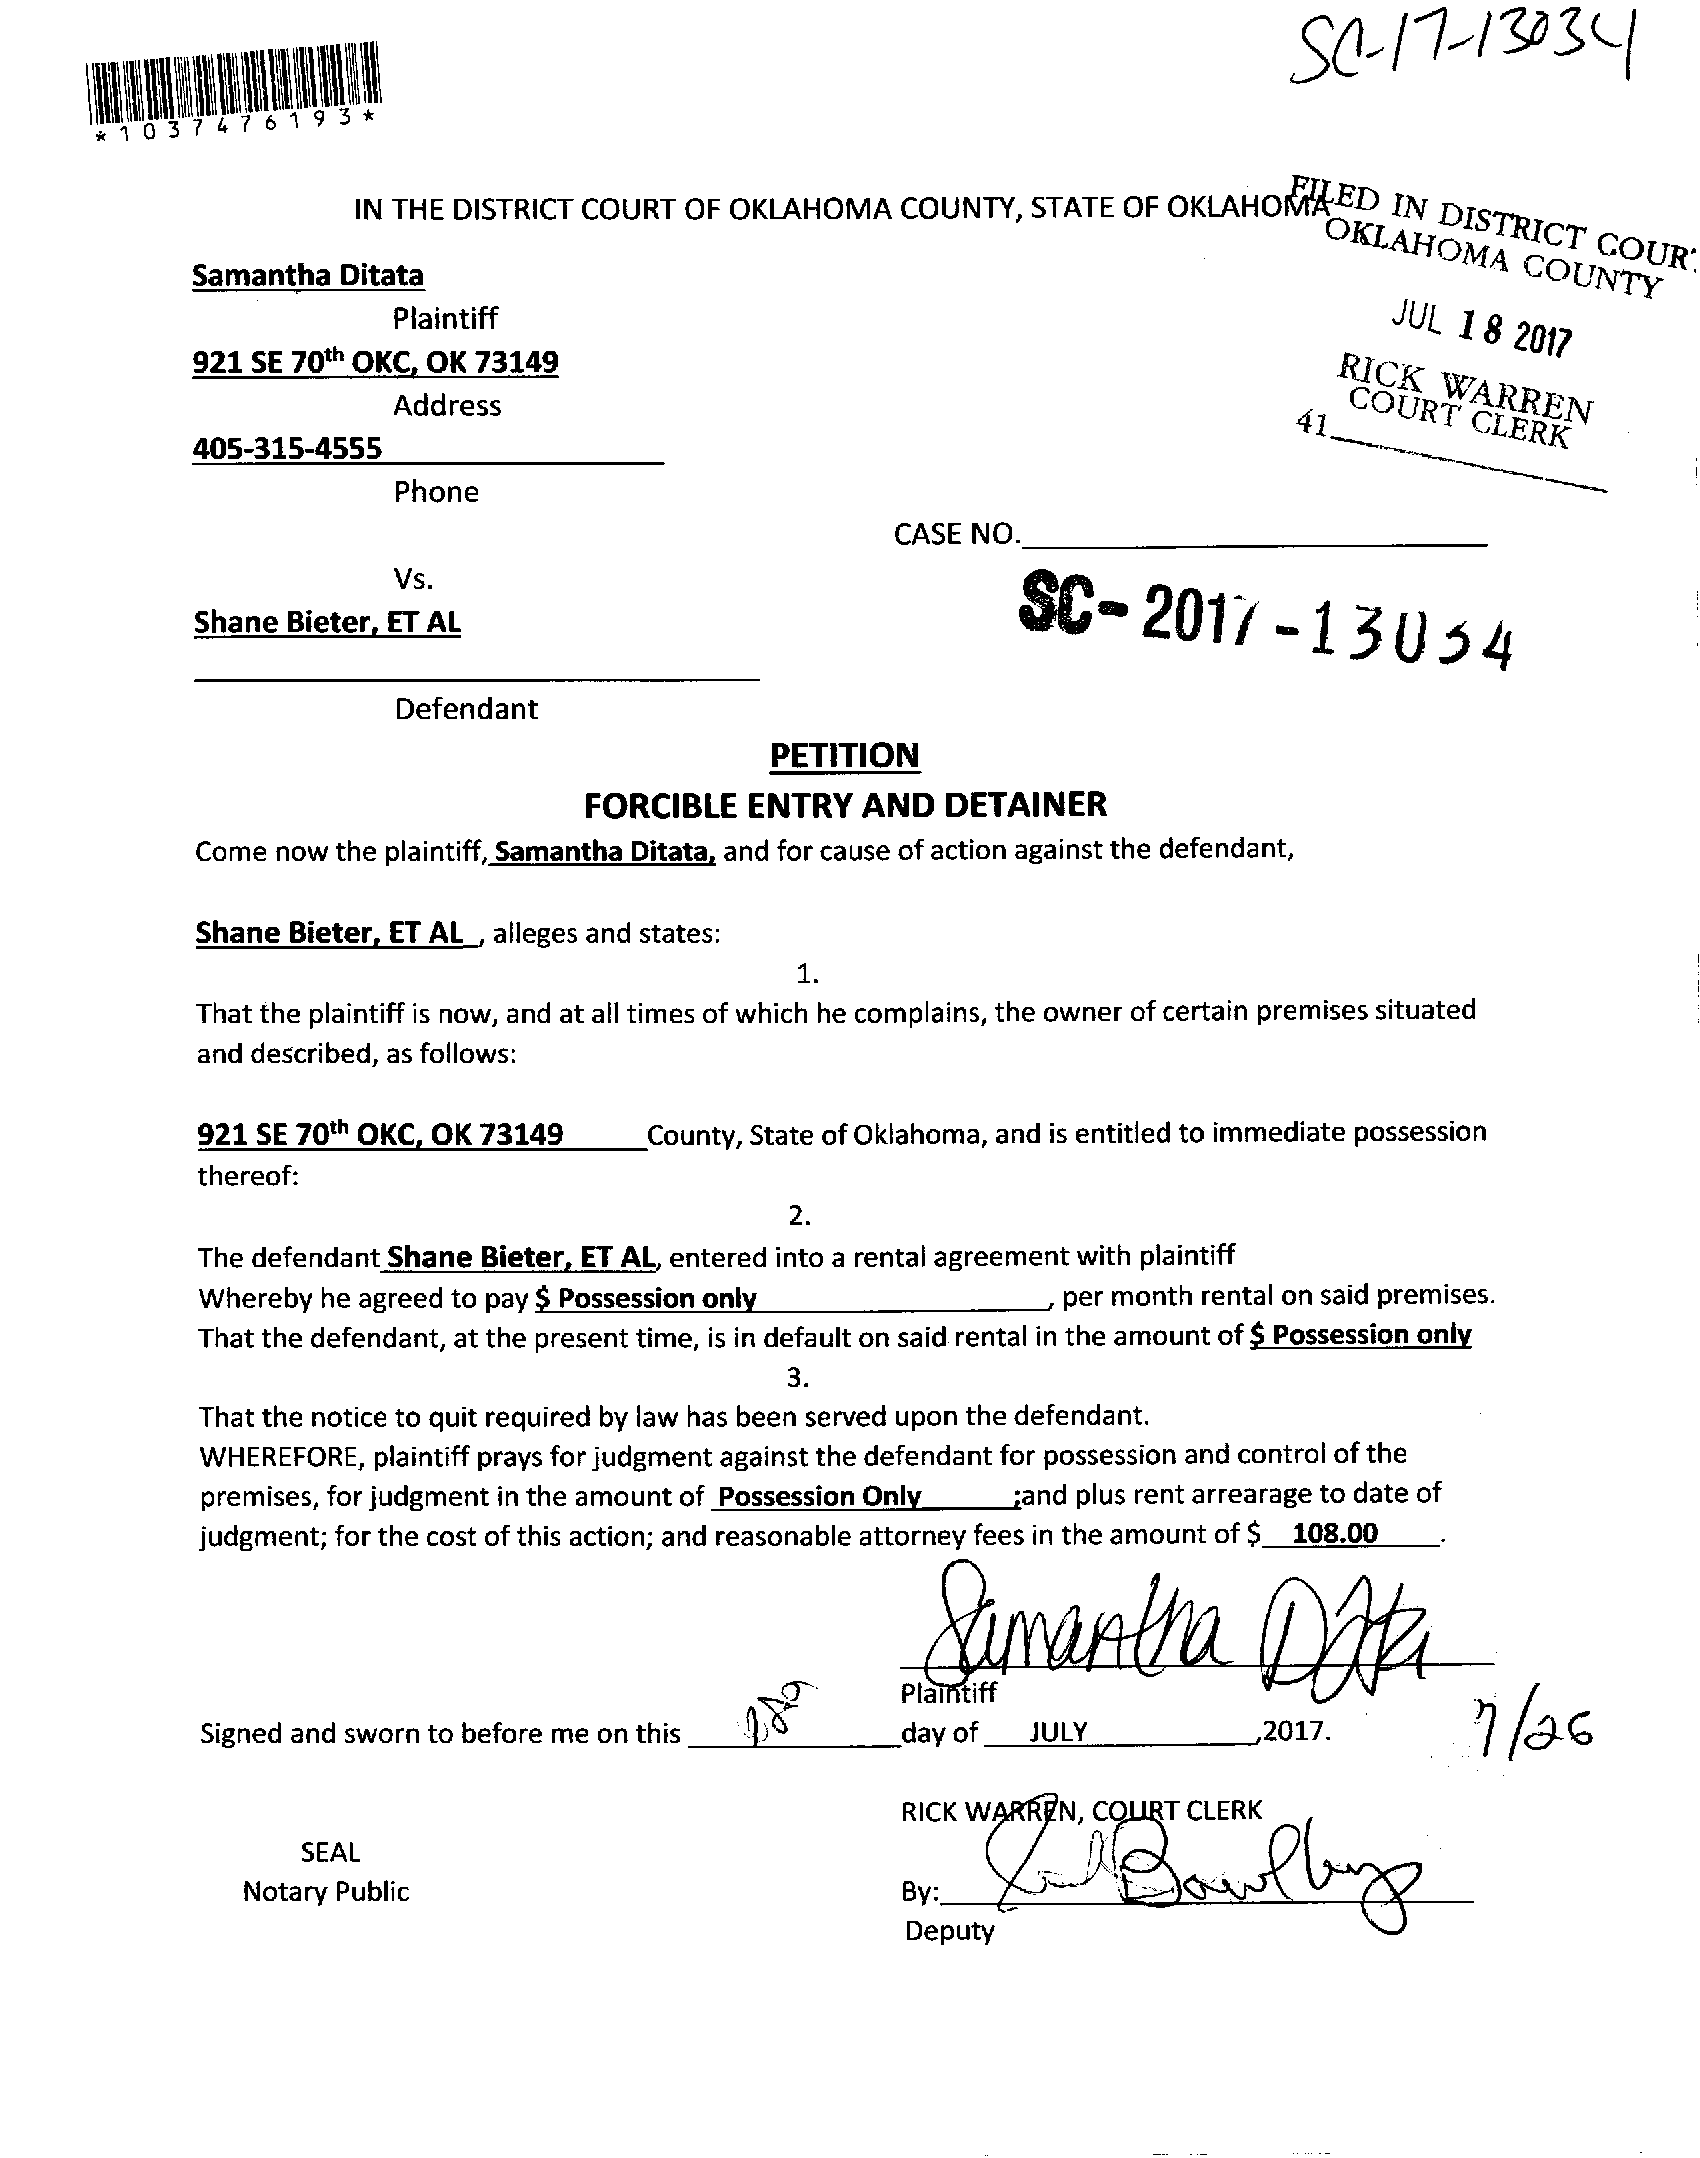 SC-17-13034
*1037476193*
IN THE DISTRICT COURT OF OKLAHOMA COUNTY, STATE OF OKLAHOMA
FILED IN DISTRICT COUR
OKLAHOMA COUNTY
JUL 18 2017
RICK WARREN
COURT CLERK
41
Samantha Ditata
Plaintiff
921 SE 70th OKC, OK 73149
Address
405-315-4555
Phone
CASE NO.
SC-2017-13034
Vs.
Shane Bieter, ET AL
Defendant
PETITION
FORCIBLE ENTRY AND DETAINER
Come now the plaintiff, Samantha Ditata, and for cause of action against the defendant,
Shane Bieter, ET AL , alleges and states:
1.
That the plaintiff is now, and at all times of which he complains, the owner of certain premises situated
and described, as follows:
921 SE 70th OKC, OK 73149 County, State of Oklahoma, and is entitled to immediate possession
thereof:
2.
The defendant Shane Bieter, ET AL, entered into a rental agreement with plaintiff
Whereby he agreed to pay $ Possession only , per month rental on said premises.
That the defendant, at the present time, is in default on said rental in the amount of $ Possession only
3.
That the notice to quit required by law has been served upon the defendant.
WHEREFORE, plaintiff prays for judgment against the defendant for possession and control of the
premises, for judgment in the amount of Possession Only ;and plus rent arrearage to date of
judgment; for the cost of this action; and reasonable attorney fees in the amount of $ 108.00 .
Samantha Ditata
Plaintiff
Signed and sworn to before me on this day of JULY ,2017.
7/26
RICK WARREN, COURT CLERK
SEAL
Notary Public
By:
Deputy